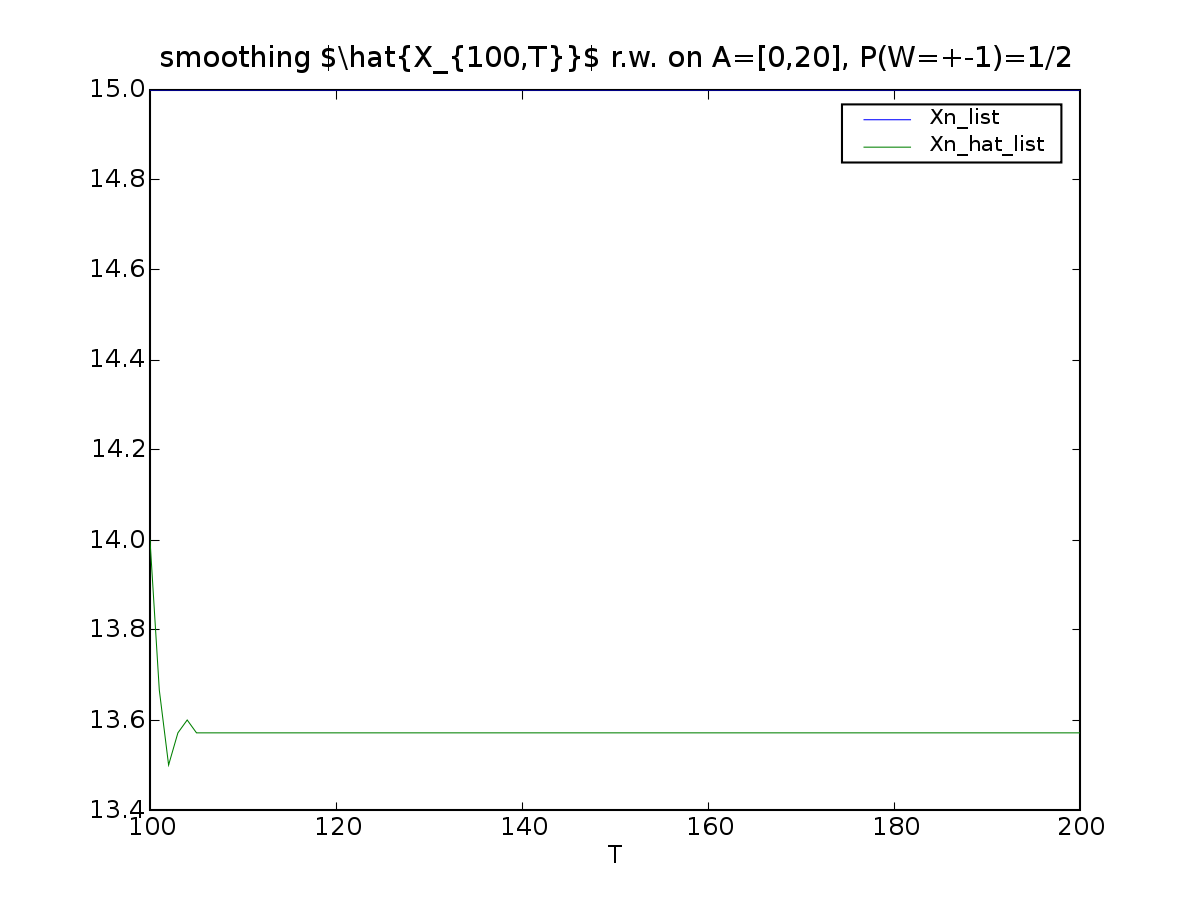 smoothing $\hat{X_{100,T}}$ r.w. on A=[0,20], P(W=+-1)=1/2
15.0
Xn_list
Xn_hat_list
14.8
14.6
14.4
14.2
14.0
13.8
13.6
13.4
100 120 140 160 180 200
T